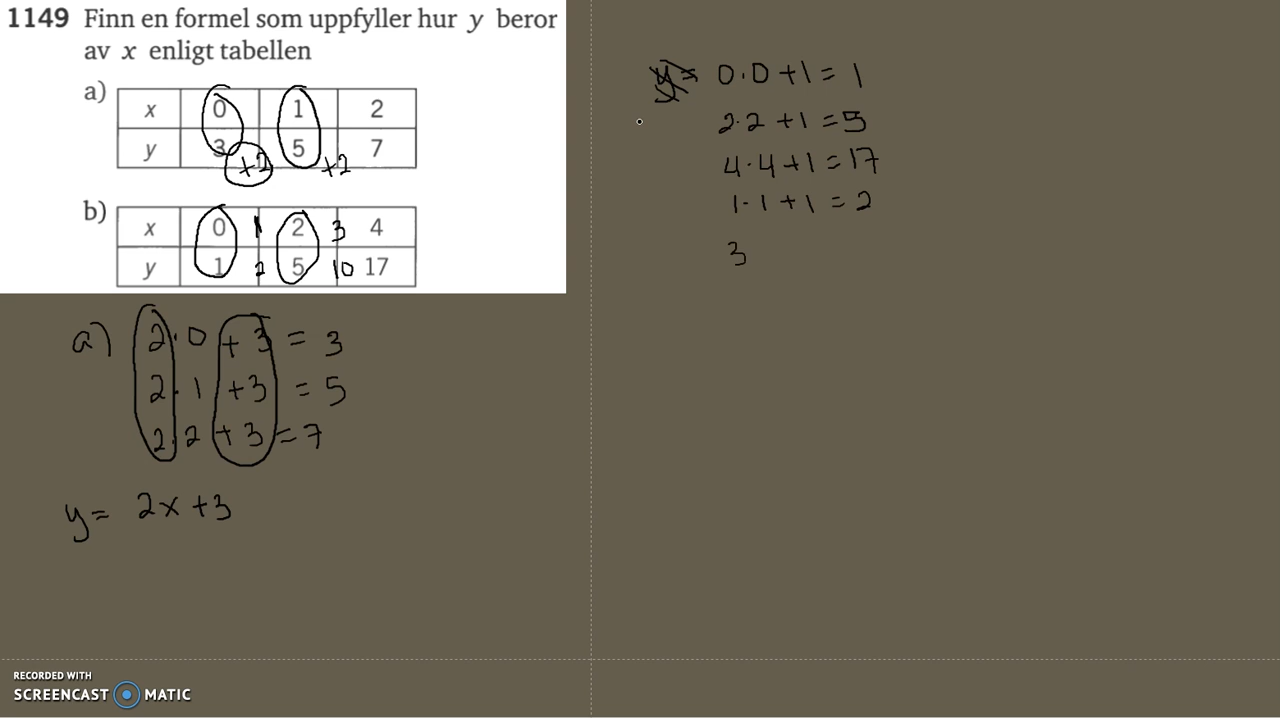 1149 Finn en formel som uppfyller hur y beror
av x enligt tabellen
a)
x 0 1 2
y 3 5 7
+2 +2
b)
x 0 1 2 3 4
y 1 2 5 10 17
a) 2·0 +3 = 3
2·1 +3 = 5
2·2 +3 = 7
y= 2x+3
y= 0·0+1=1
2·2+1=5
4·4+1=17
1·1+1=2
3
RECORDED WITH
SCREENCAST MATIC